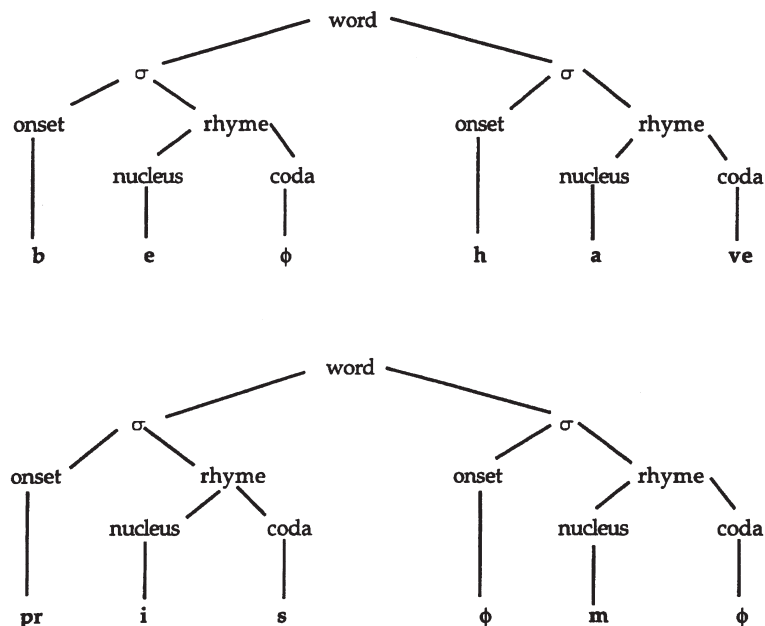 word
σ σ
onset rhyme onset rhyme
nucleus coda nucleus coda
b e ϕ h a ve
word
σ σ
onset rhyme onset rhyme
nucleus coda nucleus coda
pr i s ϕ m ϕ